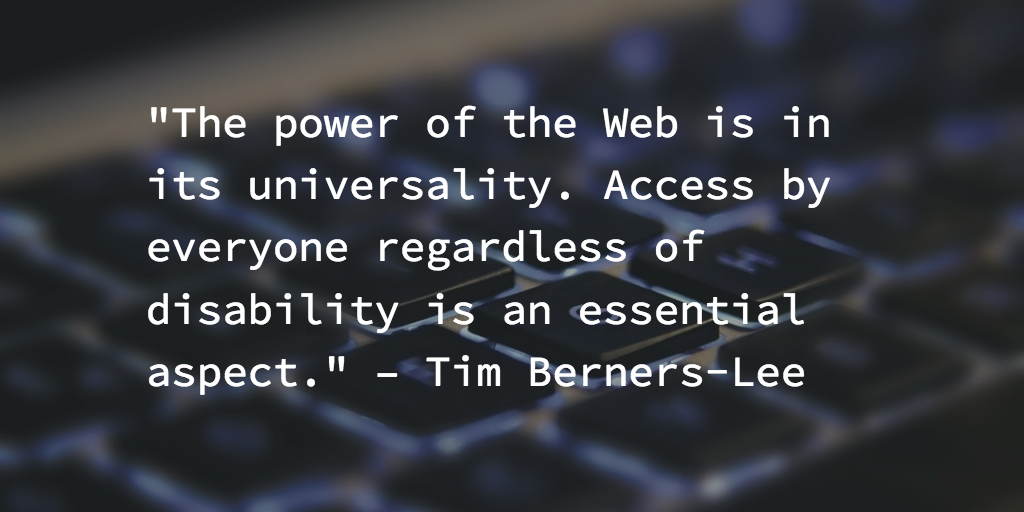 "The power of the Web is in
its universality. Access by
everyone regardless of
disability is an essential
aspect." – Tim Berners-Lee